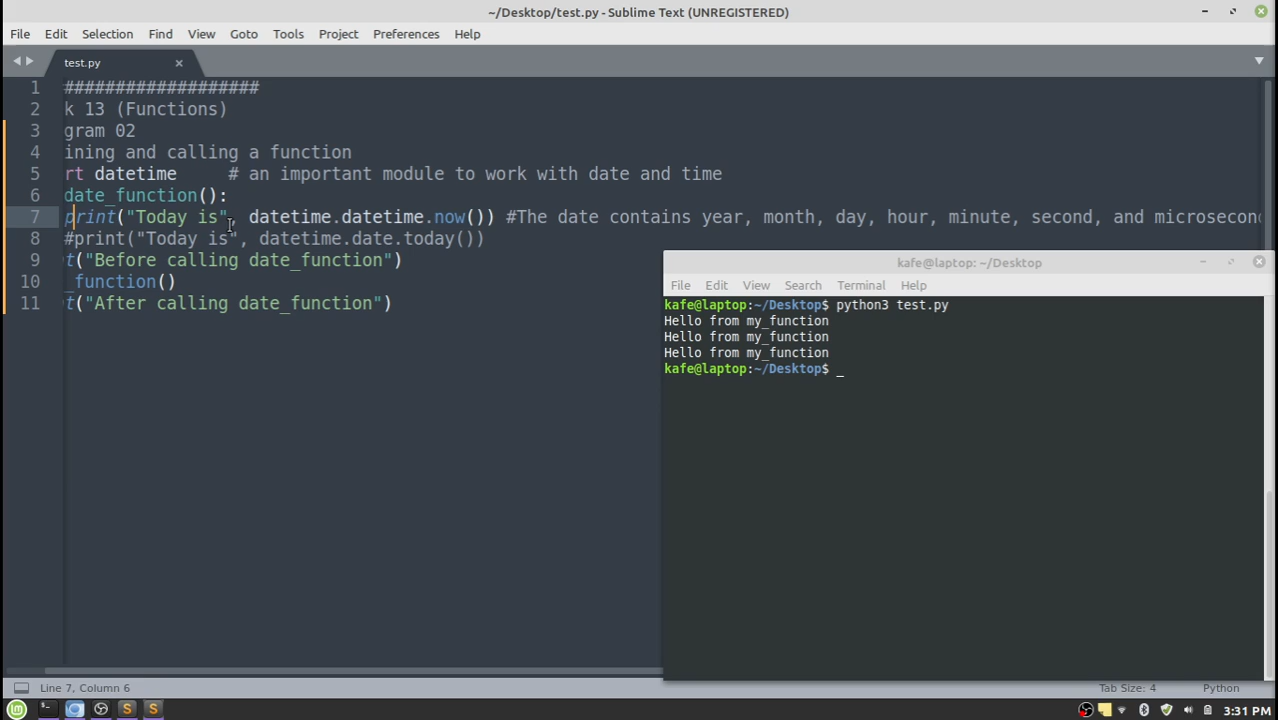 ~/Desktop/test.py - Sublime Text (UNREGISTERED)
File Edit Selection Find View Goto Tools Project Preferences Help
test.py
1 ###################
2 k 13 (Functions)
3 gram 02
4 ining and calling a function
5 rt datetime # an important module to work with date and time
6 date_function():
7 print("Today is", datetime.datetime.now()) #The date contains year, month, day, hour, minute, second, and microsecon
8 #print("Today is", datetime.date.today())
9 t("Before calling date_function")
10 _function()
11 t("After calling date_function")
kafe@laptop: ~/Desktop
File Edit View Search Terminal Help
kafe@laptop:~/Desktop$ python3 test.py
Hello from my_function
Hello from my_function
Hello from my_function
kafe@laptop:~/Desktop$ _
Line 7, Column 6
Tab Size: 4
Python
3:31 PM